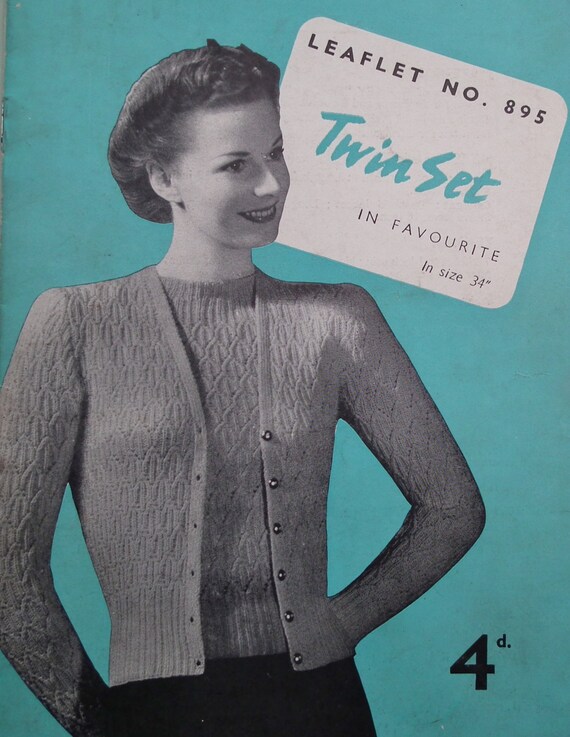 LEAFLET NO. 895
Twin Set
IN FAVOURITE
In size 34"
4d.